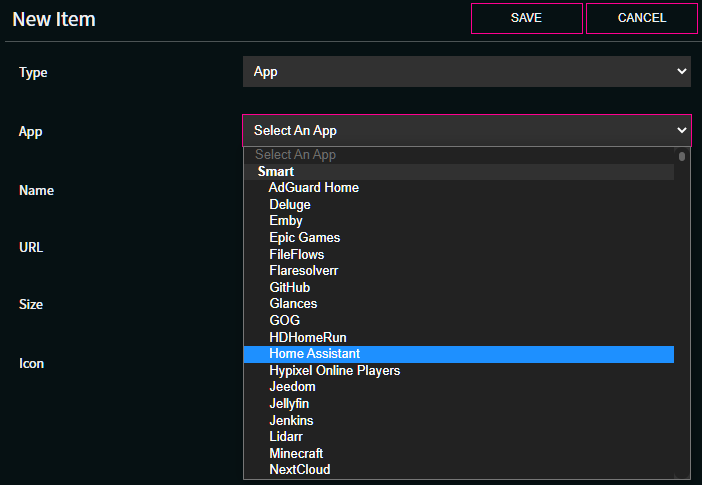 New Item
SAVE
CANCEL
Type
App
App
Select An App
Select An App
Smart
AdGuard Home
Deluge
Name
Emby
Epic Games
URL
FileFlows
Flaresolverr
GitHub
Size
Glances
GOG
HDHomeRun
Home Assistant
Icon
Hypixel Online Players
Jeedom
Jellyfin
Jenkins
Lidarr
Minecraft
NextCloud